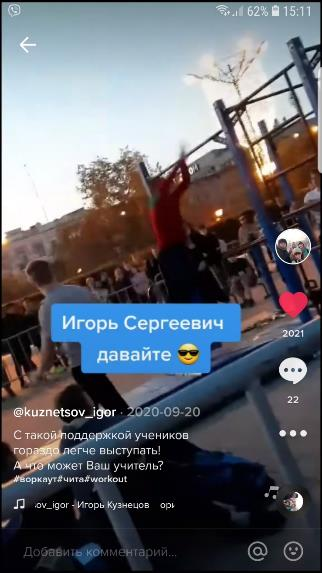 62% 15:11
Игорь Сергеевич
давайте 😎
2021
22
@kuznetsov_igor · 2020-09-20
С такой поддержкой учеников
гораздо легче выступать!
А что может Ваш учитель?
#воркаут#чита#workout
.ov_igor - Игорь Кузнецов ори
Добавить комментарий...